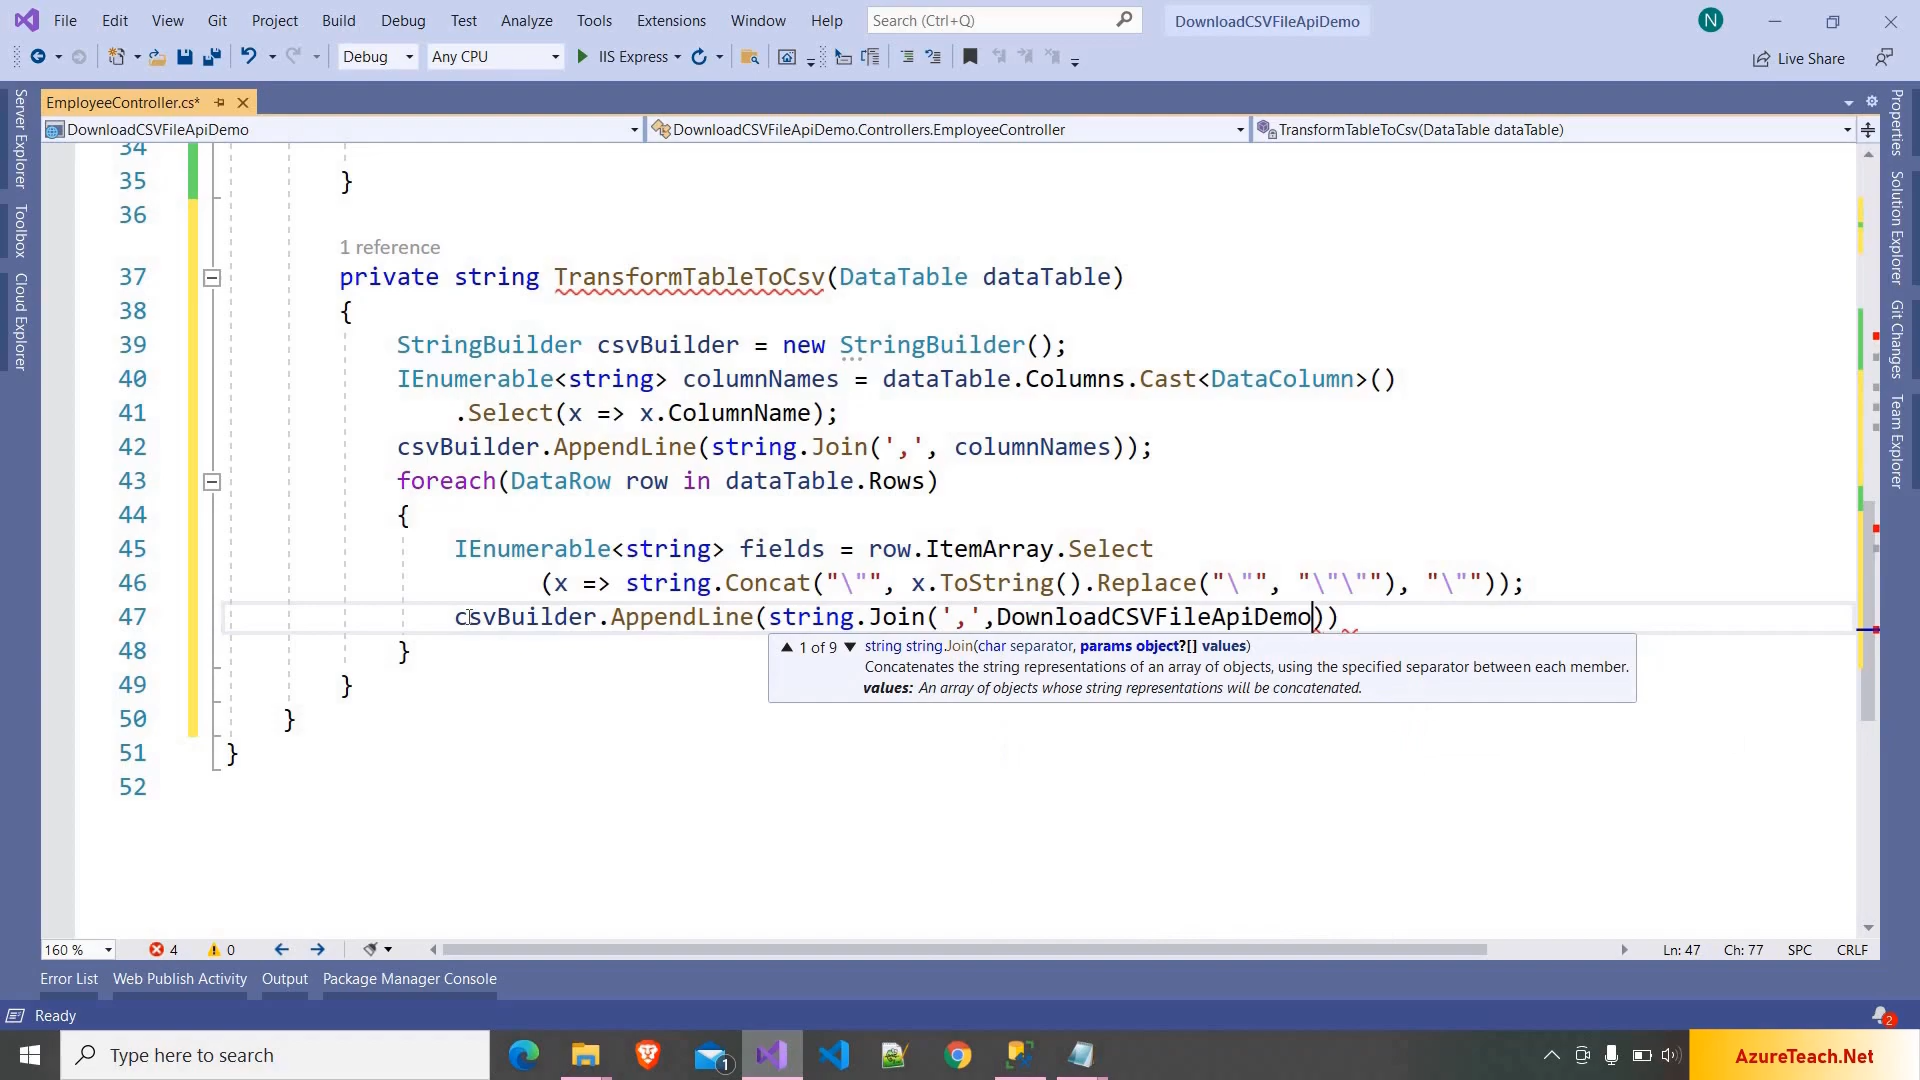 File Edit View Git Project Build Debug Test Analyze Tools Extensions Window Help Search (Ctrl+Q) DownloadCSVFileApiDemo N
Debug Any CPU IIS Express Live Share
EmployeeController.cs*
DownloadCSVFileApiDemo DownloadCSVFileApiDemo.Controllers.EmployeeController TransformTableToCsv(DataTable dataTable)
Server Explorer
Toolbox
Cloud Explorer
34
35 }
36
1 reference
37 private string TransformTableToCsv(DataTable dataTable)
38 {
39 StringBuilder csvBuilder = new StringBuilder();
40 IEnumerable<string> columnNames = dataTable.Columns.Cast<DataColumn>()
41 .Select(x => x.ColumnName);
42 csvBuilder.AppendLine(string.Join(',', columnNames));
43 foreach(DataRow row in dataTable.Rows)
44 {
45 IEnumerable<string> fields = row.ItemArray.Select
46 (x => string.Concat("\"", x.ToString().Replace("\"", "\"\""), "\""));
47 csvBuilder.AppendLine(string.Join(',',DownloadCSVFileApiDemo))
48 }
1 of 9 string string.Join(char separator, params object?[] values)
Concatenates the string representations of an array of objects, using the specified separator between each member.
values: An array of objects whose string representations will be concatenated.
49 }
50 }
51 }
52
Properties
Solution Explorer
Git Changes
Team Explorer
160 % 4 0 Ln: 47 Ch: 77 SPC CRLF
Error List Web Publish Activity Output Package Manager Console
Ready 2
Type here to search 1 AzureTeach.Net